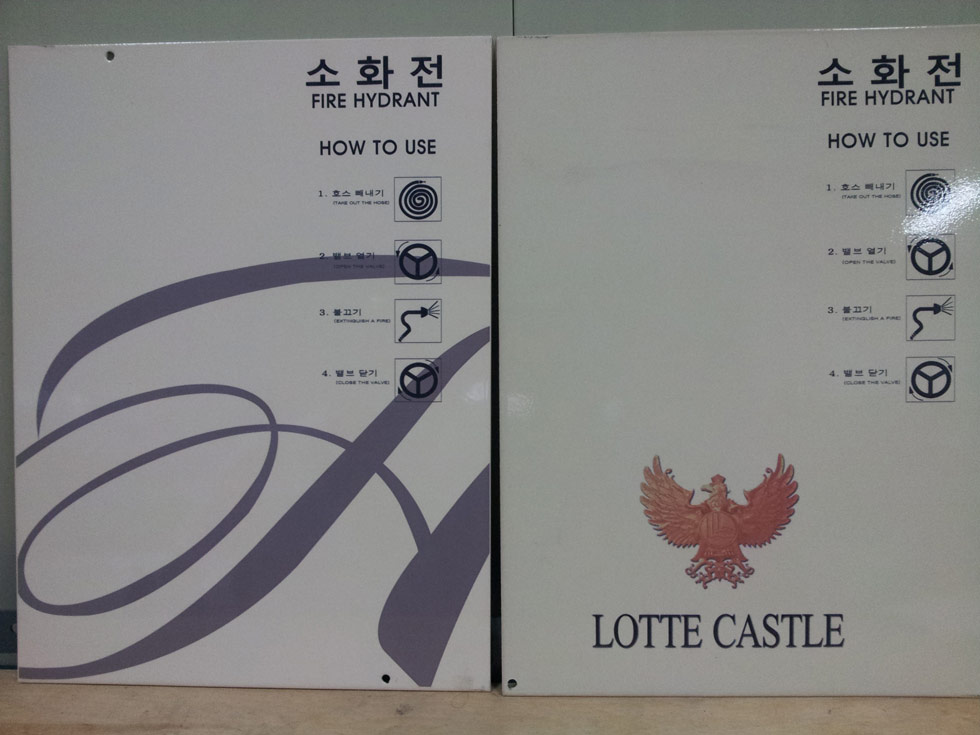 소화전
FIRE HYDRANT
HOW TO USE
1. 호스 빼내기
(TAKE OUT THE HOSE)
2. 밸브 열기
(OPEN THE VALVE)
3. 불끄기
(EXTINGUISH A FIRE)
4. 밸브 닫기
(CLOSE THE VALVE)
소화전
FIRE HYDRANT
HOW TO USE
1. 호스 빼내기
(TAKE OUT THE HOSE)
2. 밸브 열기
(OPEN THE VALVE)
3. 불끄기
(EXTINGUISH A FIRE)
4. 밸브 닫기
(CLOSE THE VALVE)
LOTTE CASTLE